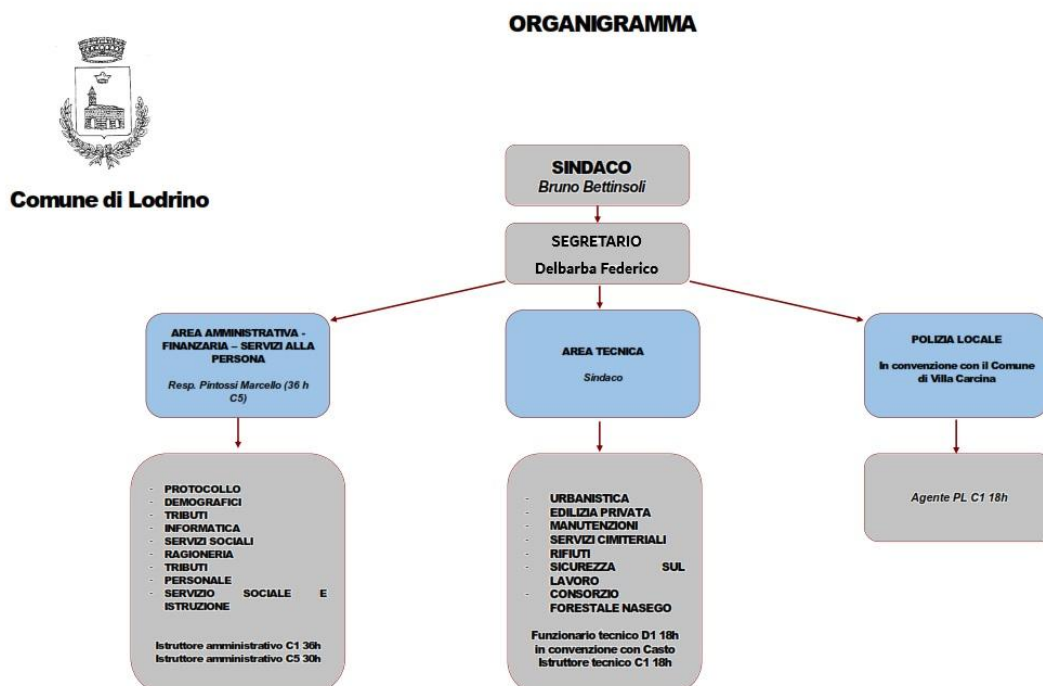 ORGANIGRAMMA
Comune di Lodrino
SINDACO
Bruno Bettinsoli
SEGRETARIO
Delbarba Federico
AREA AMMINISTRATIVA -
FINANZARIA – SERVIZI ALLA
PERSONA
Resp. Pintossi Marcello (36 h
C5)
AREA TECNICA
Sindaco
POLIZIA LOCALE
In convenzione con il Comune
di Villa Carcina
- PROTOCOLLO
- DEMOGRAFICI
- TRIBUTI
- INFORMATICA
- SERVIZI SOCIALI
- RAGIONERIA
- TRIBUTI
- PERSONALE
- SERVIZIO SOCIALE E
ISTRUZIONE
Istruttore amministrativo C1 36h
Istruttore amministrativo C5 30h
- URBANISTICA
- EDILIZIA PRIVATA
- MANUTENZIONI
- SERVIZI CIMITERIALI
- RIFIUTI
- SICUREZZA SUL
LAVORO
- CONSORZIO
FORESTALE NASEGO
Funzionario tecnico D1 18h
in convenzione con Casto
Istruttore tecnico C1 18h
Agente PL C1 18h